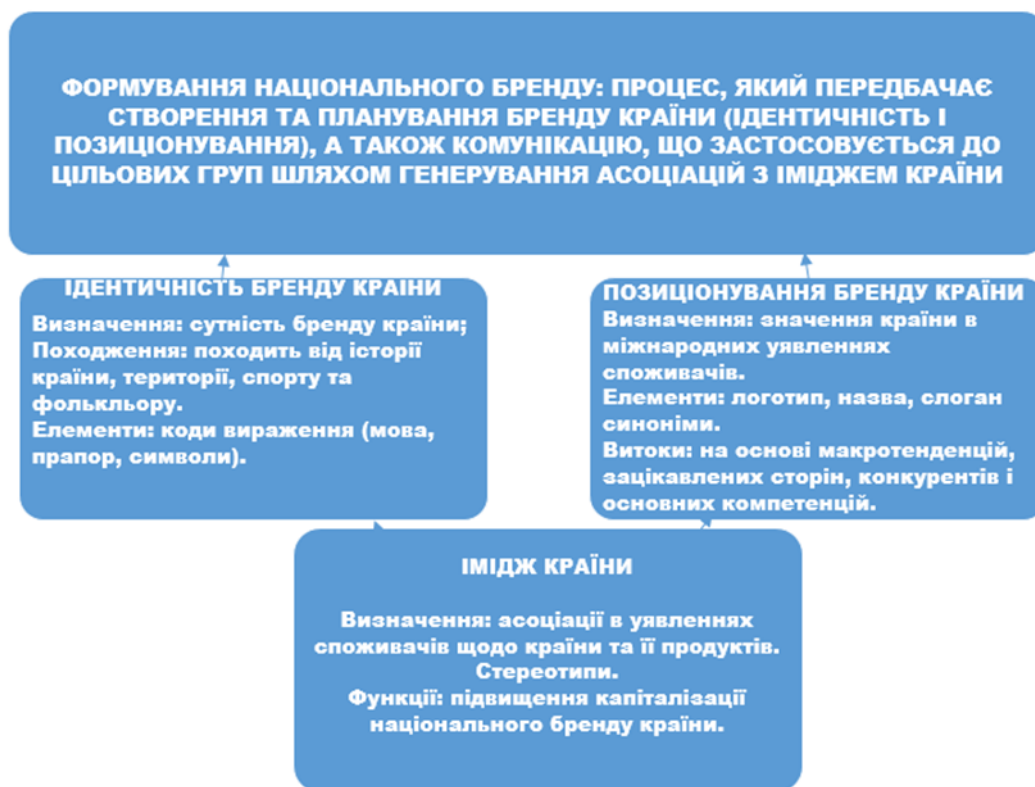 ФОРМУВАННЯ НАЦІОНАЛЬНОГО БРЕНДУ: ПРОЦЕС, ЯКИЙ ПЕРЕДБАЧАЄ
СТВОРЕННЯ ТА ПЛАНУВАННЯ БРЕНДУ КРАЇНИ (ІДЕНТИЧНІСТЬ І
ПОЗИЦІОНУВАННЯ), А ТАКОЖ КОМУНІКАЦІЮ, ЩО ЗАСТОСОВУЄТЬСЯ ДО
ЦІЛЬОВИХ ГРУП ШЛЯХОМ ГЕНЕРУВАННЯ АСОЦІАЦІЙ З ІМІДЖЕМ КРАЇНИ
ІДЕНТИЧНІСТЬ БРЕНДУ КРАЇНИ
Визначення: сутність бренду країни;
Походження: походить від історії
країни, території, спорту та
фольклору.
Елементи: коди вираження (мова,
прапор, символи).
ПОЗИЦІОНУВАННЯ БРЕНДУ КРАЇНИ
Визначення: значення країни в
міжнародних уявленнях
споживачів.
Елементи: логотип, назва, слоган
синоніми.
Витоки: на основі макротенденцій,
зацікавлених сторін, конкурентів і
основних компетенцій.
ІМІДЖ КРАЇНИ
Визначення: асоціації в уявленнях
споживачів щодо країни та її продуктів.
Стереотипи.
Функції: підвищення капіталізації
національного бренду країни.